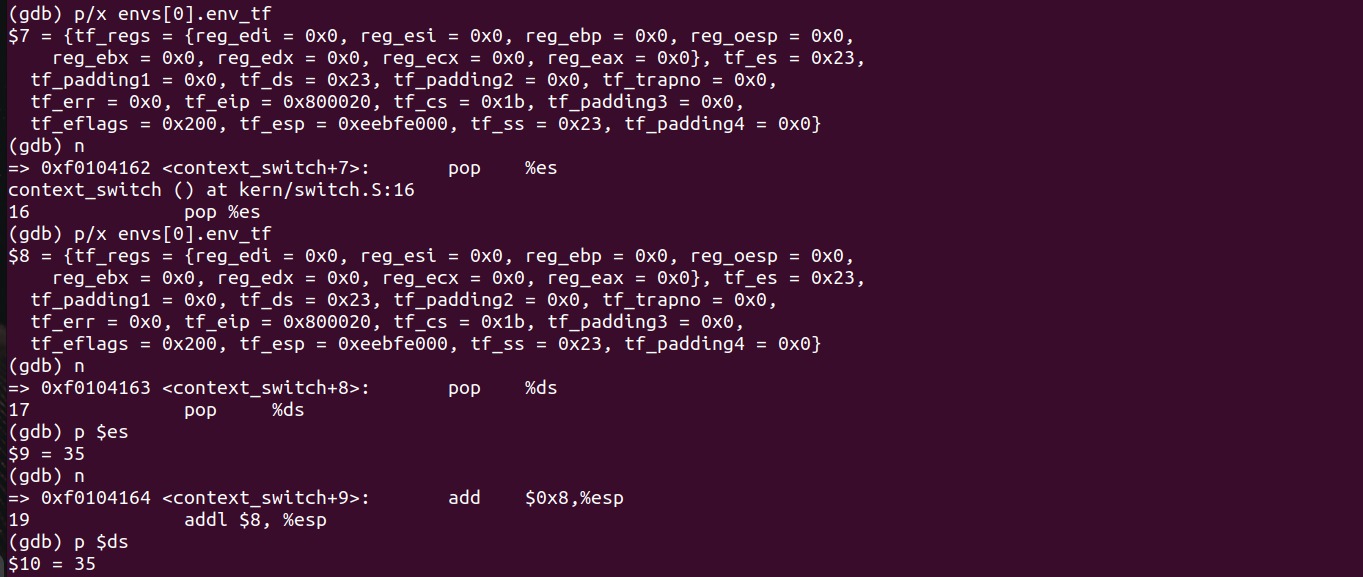 (gdb) p/x envs[0].env_tf
$7 = {tf_regs = {reg_edi = 0x0, reg_esi = 0x0, reg_ebp = 0x0, reg_oesp = 0x0,
    reg_ebx = 0x0, reg_edx = 0x0, reg_ecx = 0x0, reg_eax = 0x0}, tf_es = 0x23,
  tf_padding1 = 0x0, tf_ds = 0x23, tf_padding2 = 0x0, tf_trapno = 0x0,
  tf_err = 0x0, tf_eip = 0x800020, tf_cs = 0x1b, tf_padding3 = 0x0,
  tf_eflags = 0x200, tf_esp = 0xeebfe000, tf_ss = 0x23, tf_padding4 = 0x0}
(gdb) n
=> 0xf0104162 <context_switch+7>:       pop    %es
context_switch () at kern/switch.S:16
16              pop %es
(gdb) p/x envs[0].env_tf
$8 = {tf_regs = {reg_edi = 0x0, reg_esi = 0x0, reg_ebp = 0x0, reg_oesp = 0x0,
    reg_ebx = 0x0, reg_edx = 0x0, reg_ecx = 0x0, reg_eax = 0x0}, tf_es = 0x23,
  tf_padding1 = 0x0, tf_ds = 0x23, tf_padding2 = 0x0, tf_trapno = 0x0,
  tf_err = 0x0, tf_eip = 0x800020, tf_cs = 0x1b, tf_padding3 = 0x0,
  tf_eflags = 0x200, tf_esp = 0xeebfe000, tf_ss = 0x23, tf_padding4 = 0x0}
(gdb) n
=> 0xf0104163 <context_switch+8>:       pop    %ds
17              pop     %ds
(gdb) p $es
$9 = 35
(gdb) n
=> 0xf0104164 <context_switch+9>:       add    $0x8,%esp
19              addl $8, %esp
(gdb) p $ds
$10 = 35